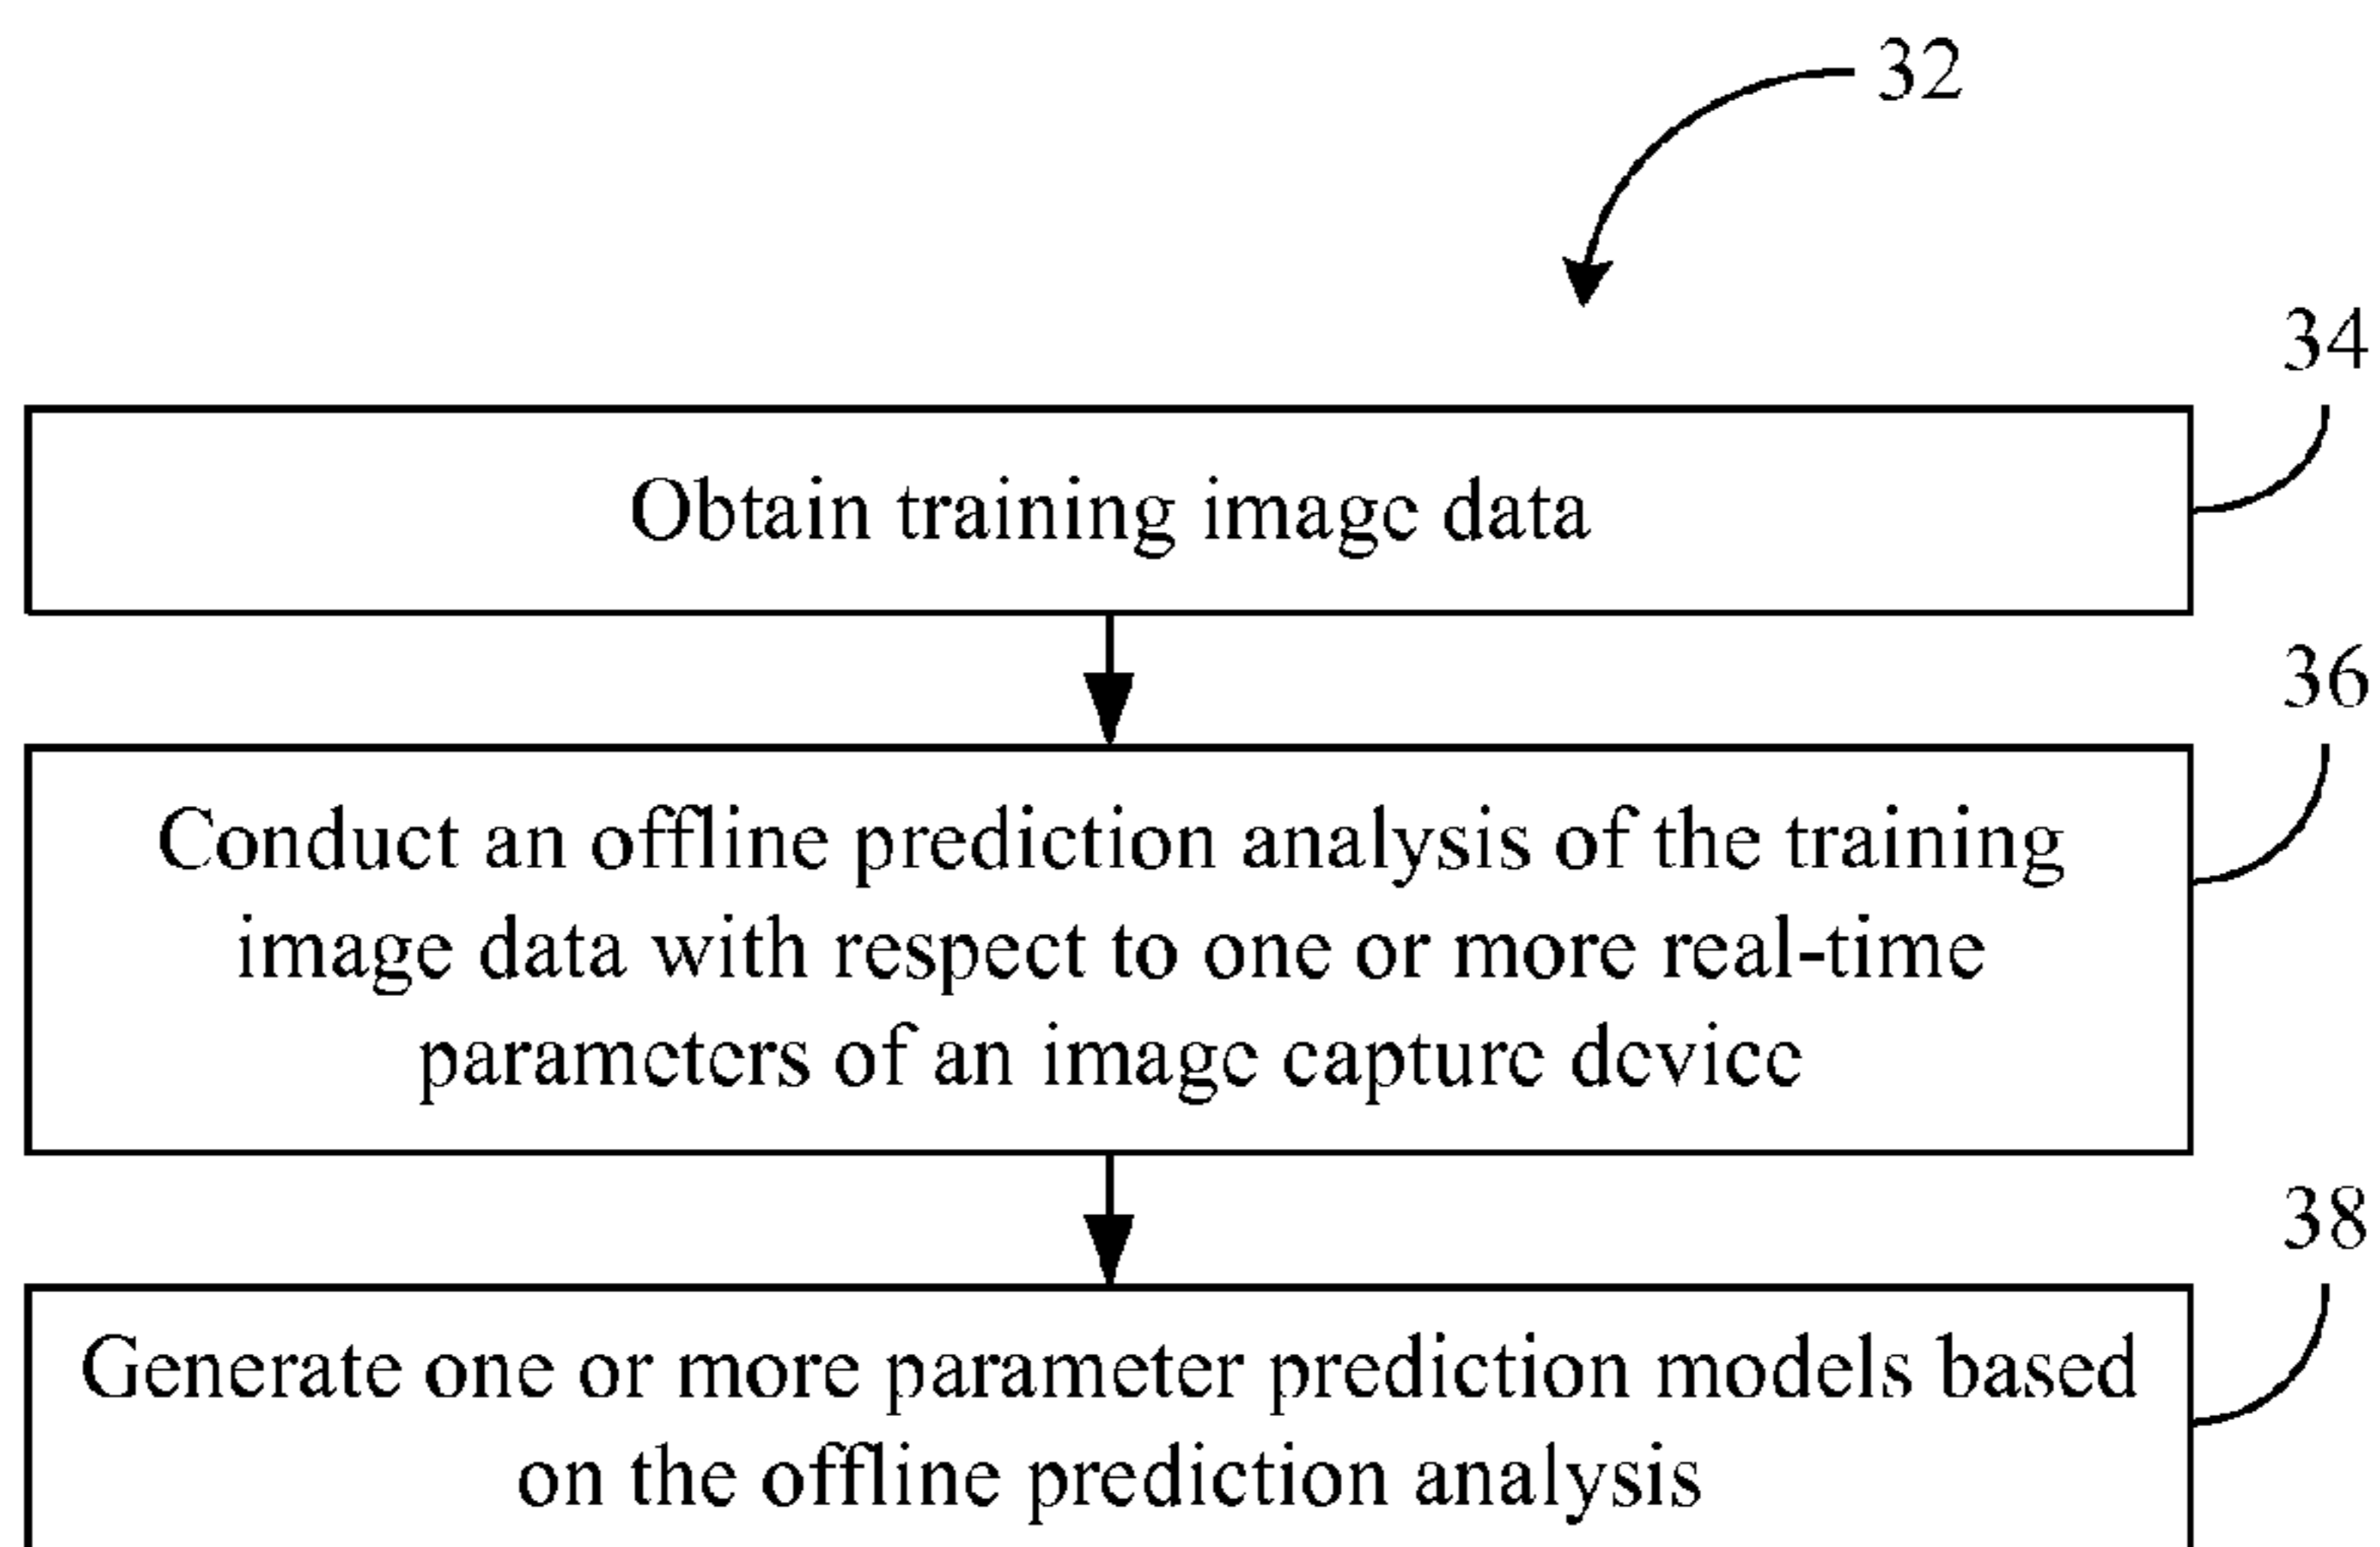 32
34
Obtain training image data
36
Conduct an offline prediction analysis of the training
image data with respect to one or more real-time
parameters of an image capture device
38
Generate one or more parameter prediction models based
on the offline prediction analysis